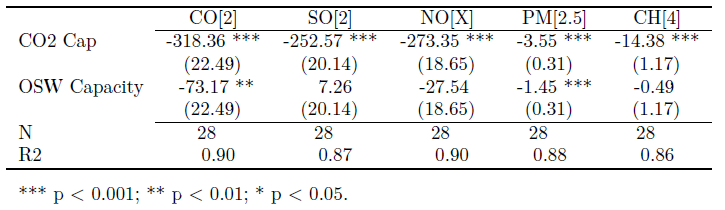 CO[2] SO[2] NO[X] PM[2.5] CH[4]
CO2 Cap -318.36 *** -252.57 *** -273.35 *** -3.55 *** -14.38 ***
(22.49) (20.14) (18.65) (0.31) (1.17)
OSW Capacity -73.17 ** 7.26 -27.54 -1.45 *** -0.49
(22.49) (20.14) (18.65) (0.31) (1.17)
N 28 28 28 28 28
R2 0.90 0.87 0.90 0.88 0.86
*** p < 0.001; ** p < 0.01; * p < 0.05.